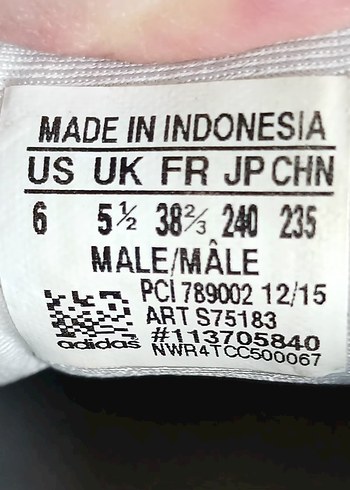 MADE IN INDONESIA
US UK FR JP CHN
6 5½ 38⅔ 240 235
MALE/MÂLE
PCI 789002 12/15
ART S75183
#113705840
adidas NWR4TCC500067